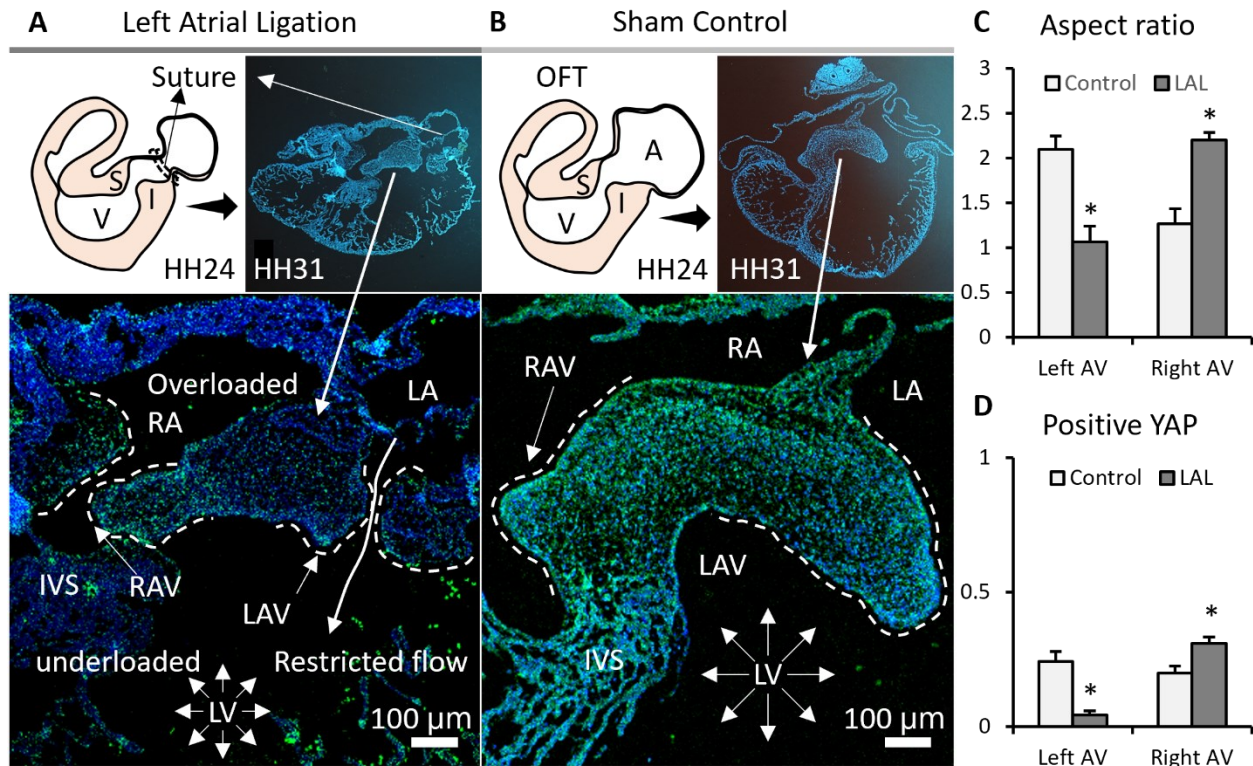 A Left Atrial Ligation
Suture
S
V
I
HH24
HH31
Overloaded
RA
LA
RAV
IVS
LAV
underloaded
Restricted flow
LV
100 µm
B Sham Control
OFT
A
S
V
I
HH24
HH31
RA
RAV
LA
LAV
IVS
LV
100 µm
C Aspect ratio
3
Control LAL
2.5
2
1.5
1
0.5
0
*
*
Left AV Right AV
D Positive YAP
1
Control LAL
0.5
0
*
*
Left AV Right AV